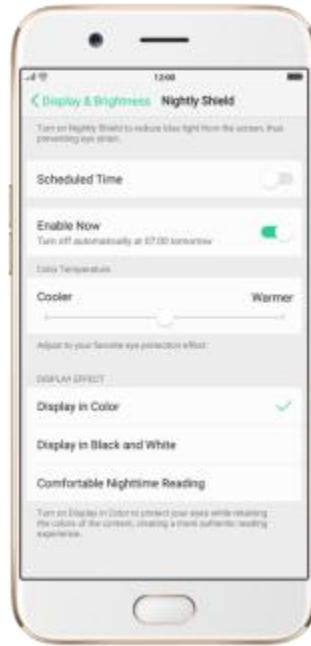 12:00
Display & Brightness Nightly Shield
Turn on Nightly Shield to reduce blue light from the screen, thus
preventing eye strain.
Scheduled Time
Enable Now
Turn off automatically at 07:00 tomorrow
Color Temperature
Cooler Warmer
Adjust to your favorite eye protection effect
DISPLAY EFFECT
Display in Color
Display in Black and White
Comfortable Nighttime Reading
Turn on Display in Color to protect your eyes while retaining
the colors of the content, creating a more authentic reading
experience.